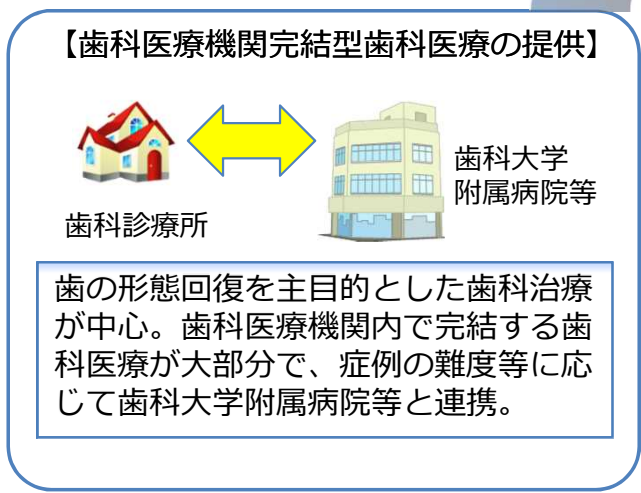 【歯科医療機関完結型歯科医療の提供】
歯科診療所
歯科大学
附属病院等
歯の形態回復を主目的とした歯科治療
が中心。歯科医療機関内で完結する歯
科医療が大部分で、症例の難度等に応
じて歯科大学附属病院等と連携。